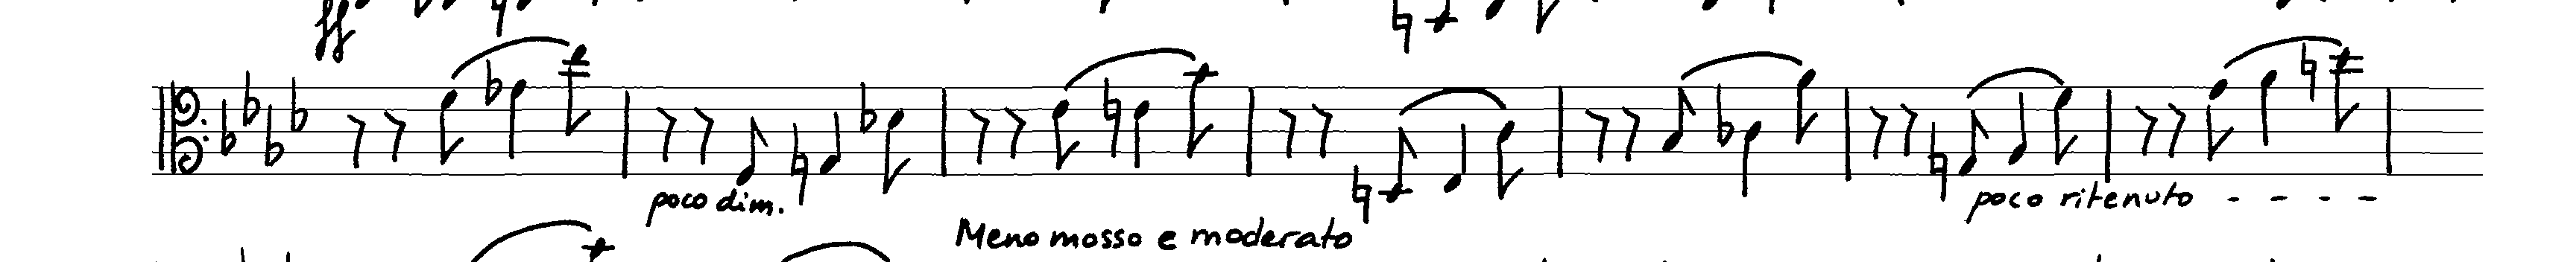 ff
poco dim.
poco ritenuto - - - -
Meno mosso e moderato